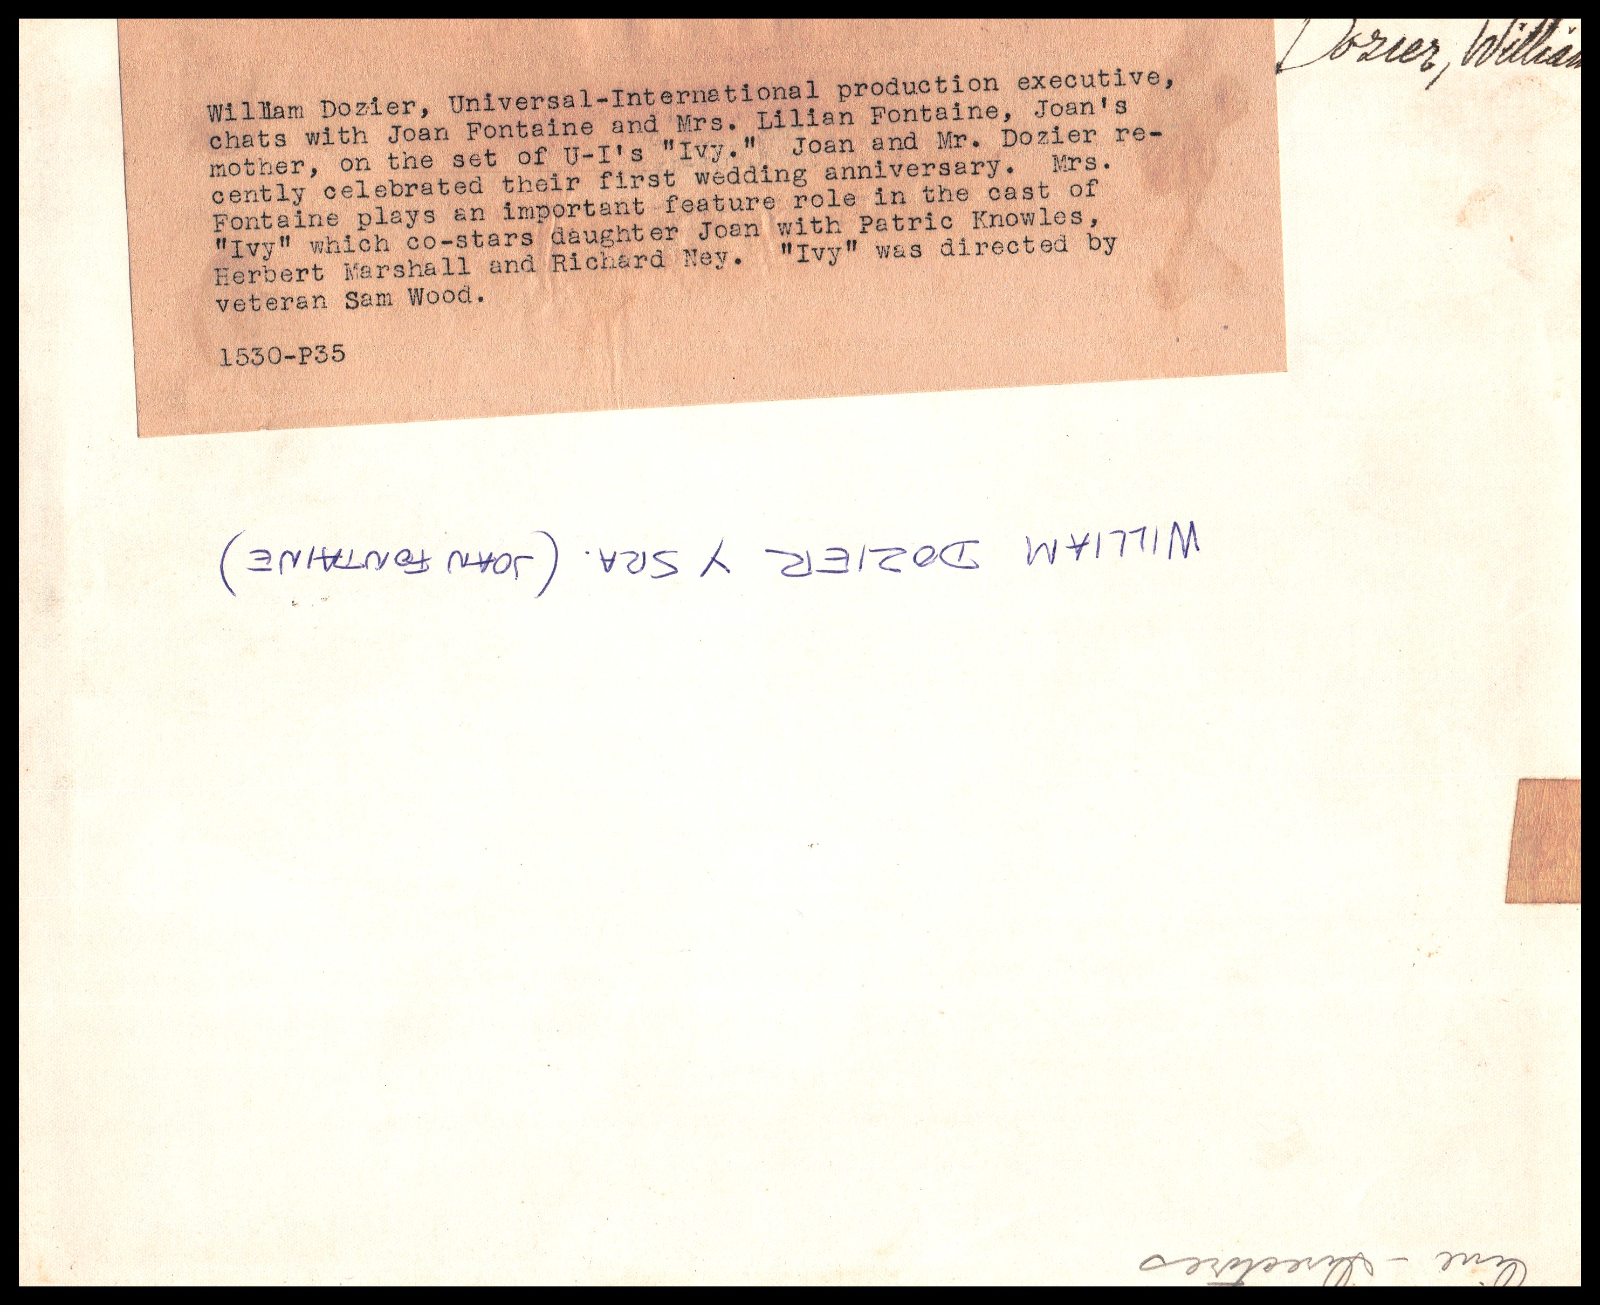 Dozier, William
William Dozier, Universal-International production executive,
chats with Joan Fontaine and Mrs. Lilian Fontaine, Joan's
mother, on the set of U-I's "Ivy."  Joan and Mr. Dozier re-
cently celebrated their first wedding anniversary.  Mrs.
Fontaine plays an important feature role in the cast of
"Ivy" which co-stars daughter Joan with Patric Knowles,
Herbert Marshall and Richard Ney.  "Ivy" was directed by
veteran Sam Wood.
1530-P35
WILLIAM DOZIER Y SRA. (JOAN FONTAINE)
Cine - directores